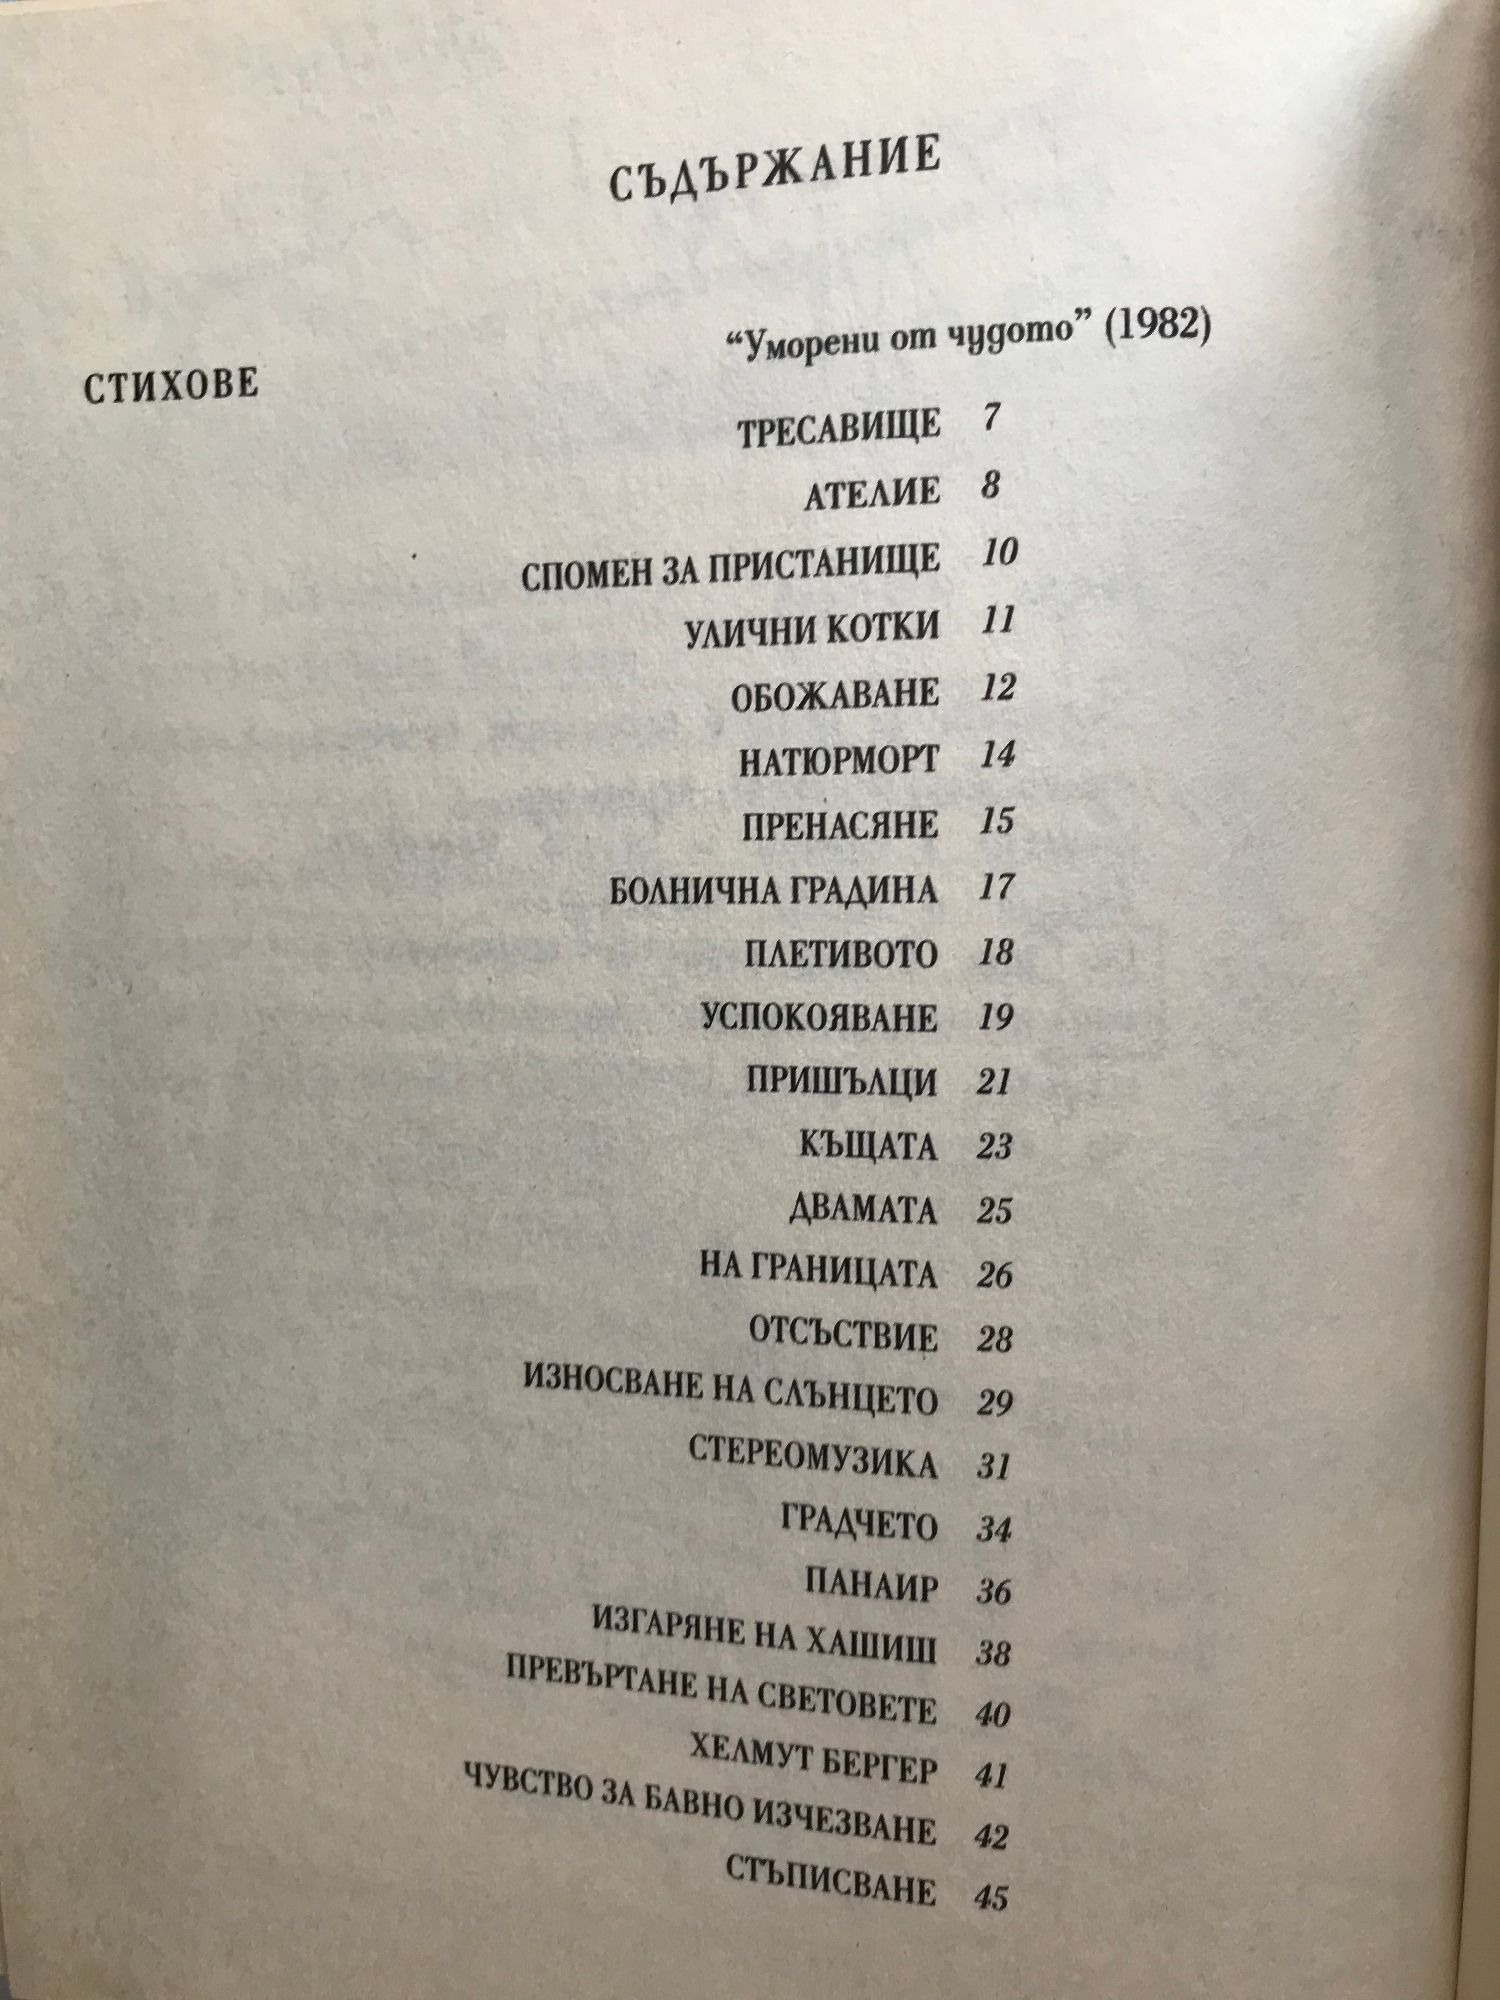 СЪДЪРЖАНИЕ
“Уморени от чудото” (1982)
СТИХОВЕ
ТРЕСАВИЩЕ 7
АТЕЛИЕ 8
СПОМЕН ЗА ПРИСТАНИЩЕ 10
УЛИЧНИ КОТКИ 11
ОБОЖАВАНЕ 12
НАТЮРМОРТ 14
ПРЕНАСЯНЕ 15
БОЛНИЧНА ГРАДИНА 17
ПЛЕТИВОТО 18
УСПОКОЯВАНЕ 19
ПРИШЪЛЦИ 21
КЪЩАТА 23
ДВАМАТА 25
НА ГРАНИЦАТА 26
ОТСЪСТВИЕ 28
ИЗНОСВАНЕ НА СЛЪНЦЕТО 29
СТЕРЕОМУЗИКА 31
ГРАДЧЕТО 34
ПАНАИР 36
ИЗГАРЯНЕ НА ХАШИШ 38
ПРЕВЪРТАНЕ НА СВЕТОВЕТЕ 40
ХЕЛМУТ БЕРГЕР 41
ЧУВСТВО ЗА БАВНО ИЗЧЕЗВАНЕ 42
СТЪПИСВАНЕ 45